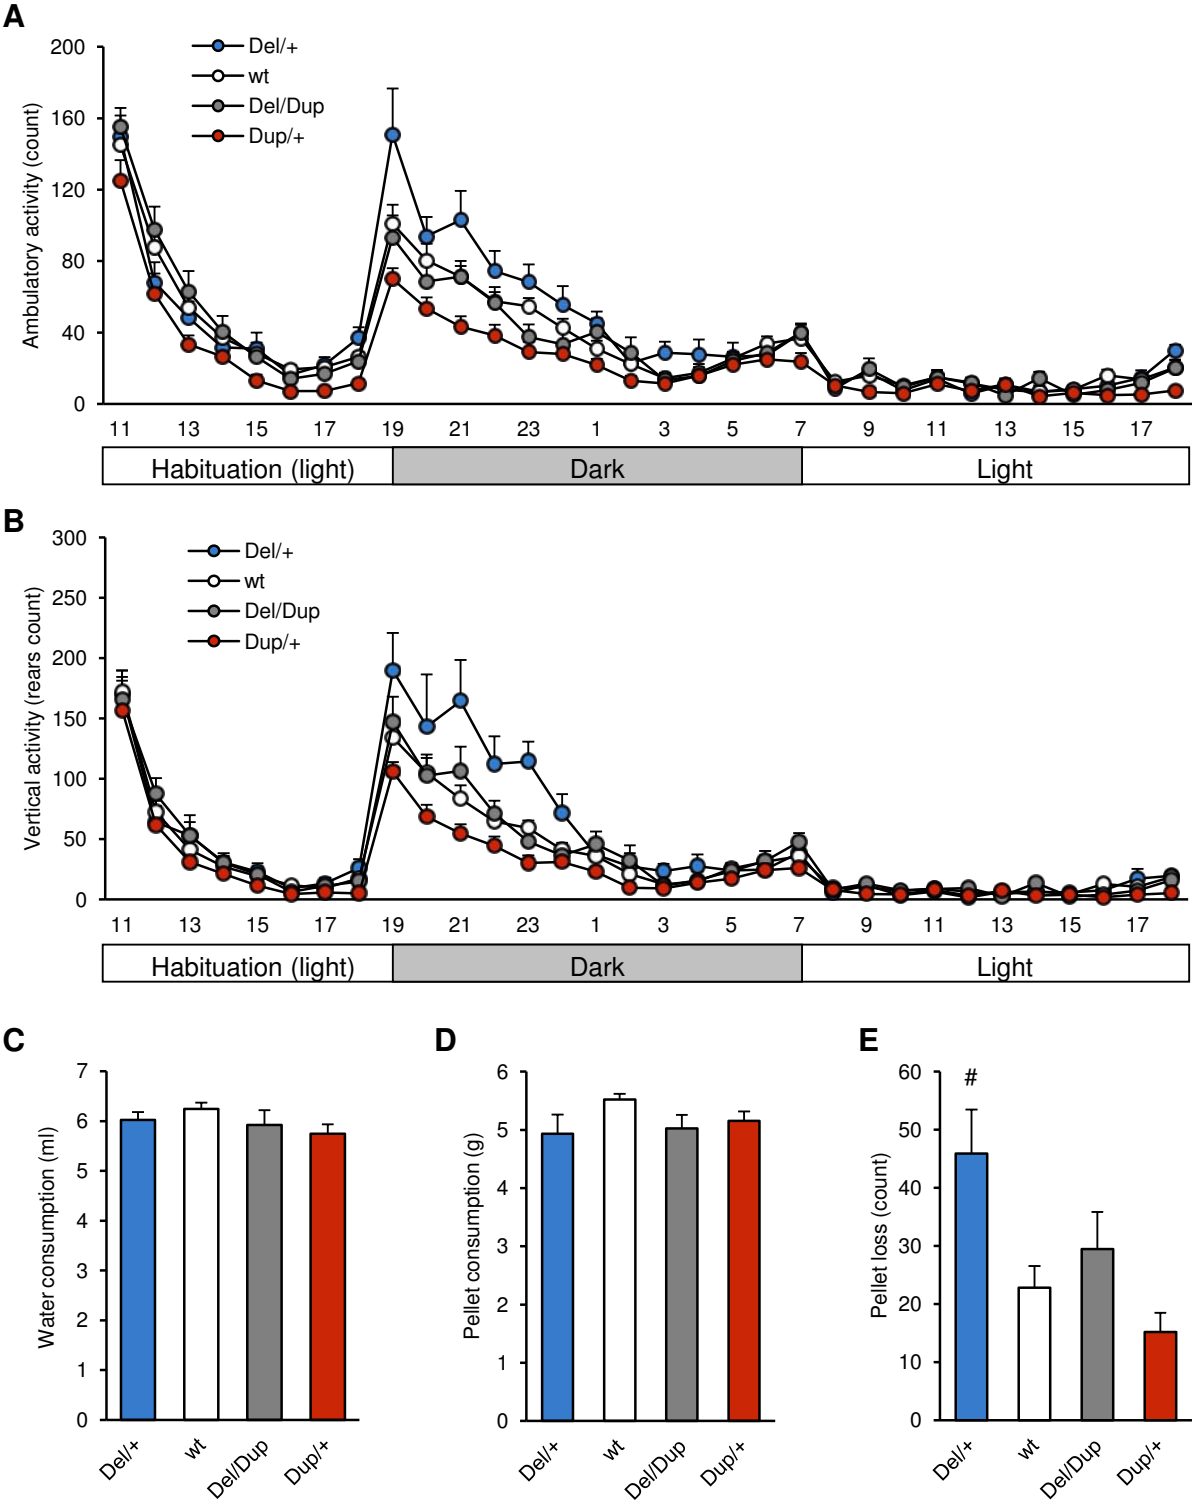 A
Ambulatory activity (count)
200
160
120
80
40
0
Del/+
wt
Del/Dup
Dup/+
11 13 15 17 19 21 23 1 3 5 7 9 11 13 15 17
Habituation (light) Dark Light
B
Vertical activity (rears count)
300
250
200
150
100
50
0
Del/+
wt
Del/Dup
Dup/+
11 13 15 17 19 21 23 1 3 5 7 9 11 13 15 17
Habituation (light) Dark Light
C
Water consumption (ml)
7
6
5
4
3
2
1
0
Del/+ wt Del/Dup Dup/+
D
Pellet consumption (g)
6
5
4
3
2
1
0
Del/+ wt Del/Dup Dup/+
E
Pellet loss (count)
60
50
40
30
20
10
0
#
Del/+ wt Del/Dup Dup/+